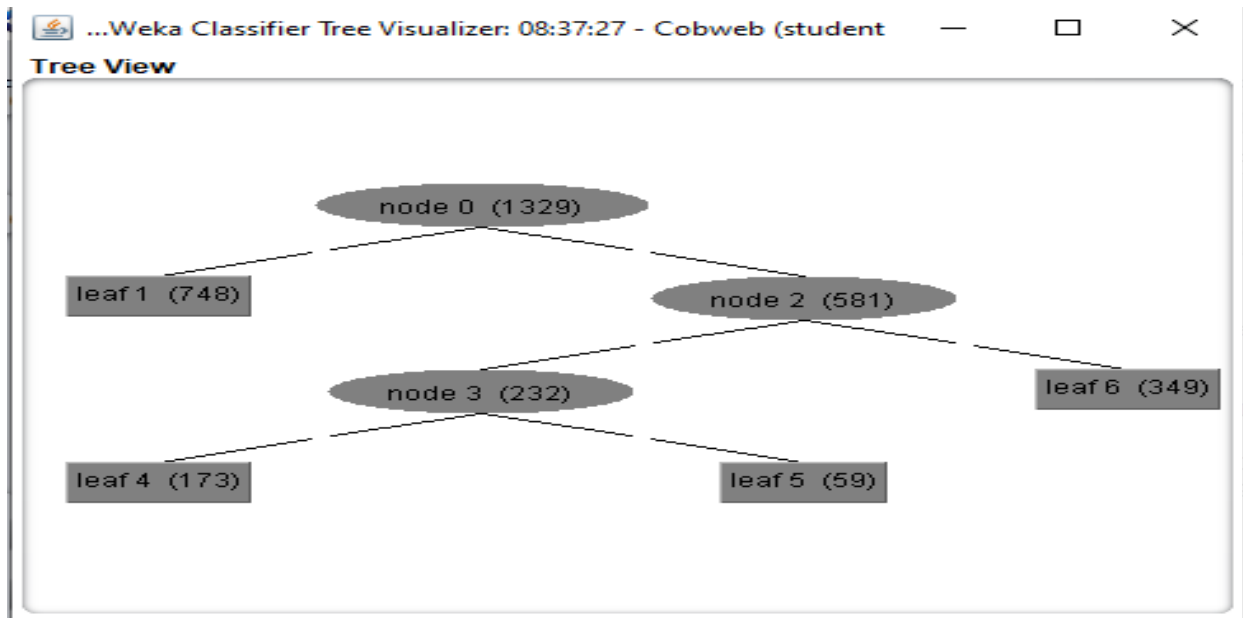 ...Weka Classifier Tree Visualizer: 08:37:27 - Cobweb (student
Tree View
node 0 (1329)
leaf 1 (748)
node 2 (581)
node 3 (232)
leaf 6 (349)
leaf 4 (173)
leaf 5 (59)